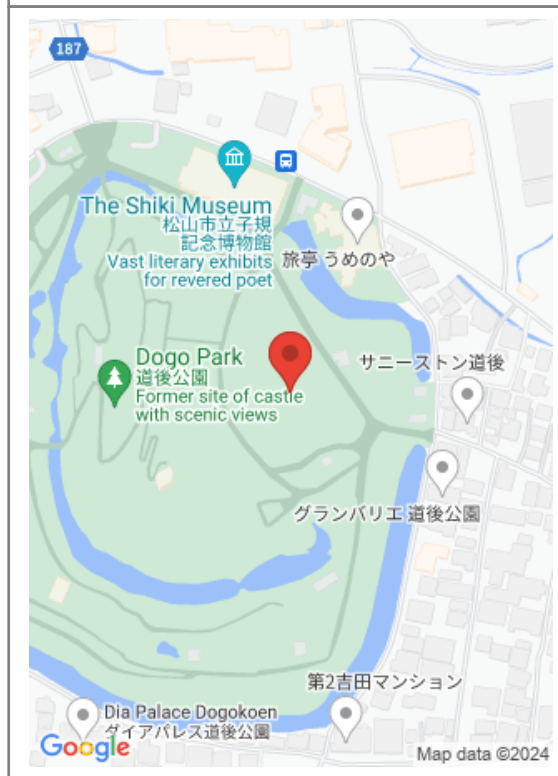 187
The Shiki Museum
松山市立子規
記念博物館
Vast literary exhibits
for revered poet
旅亭 うめのや
Dogo Park
道後公園
Former site of castle
with scenic views
サニーストン道後
グランバリエ 道後公園
第2吉田マンション
Dia Palace Dogokoen
ダイアパレス道後公園
Google
Map data ©2024